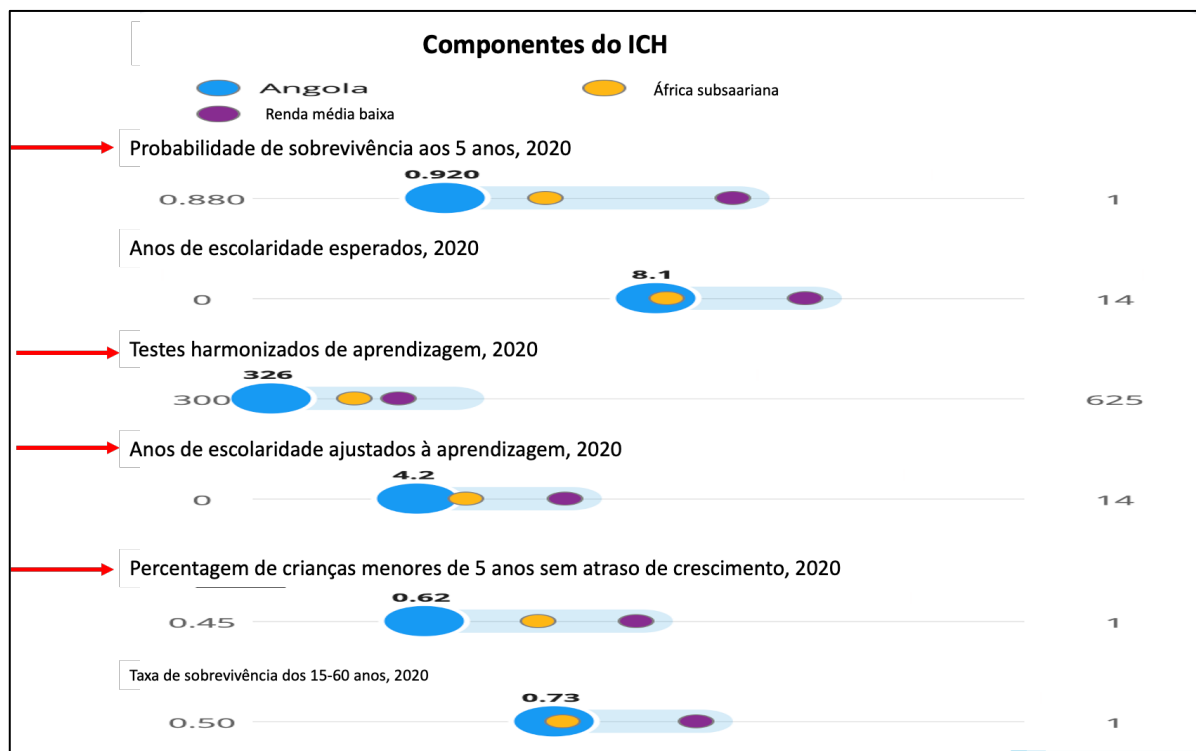 Componentes do ICH
Angola
África subsaariana
Renda média baixa
Probabilidade de sobrevivência aos 5 anos, 2020
0.920
0.880
1
Anos de escolaridade esperados, 2020
8.1
0
14
Testes harmonizados de aprendizagem, 2020
326
300
625
Anos de escolaridade ajustados à aprendizagem, 2020
4.2
0
14
Percentagem de crianças menores de 5 anos sem atraso de crescimento, 2020
0.62
0.45
1
Taxa de sobrevivência dos 15-60 anos, 2020
0.73
0.50
1